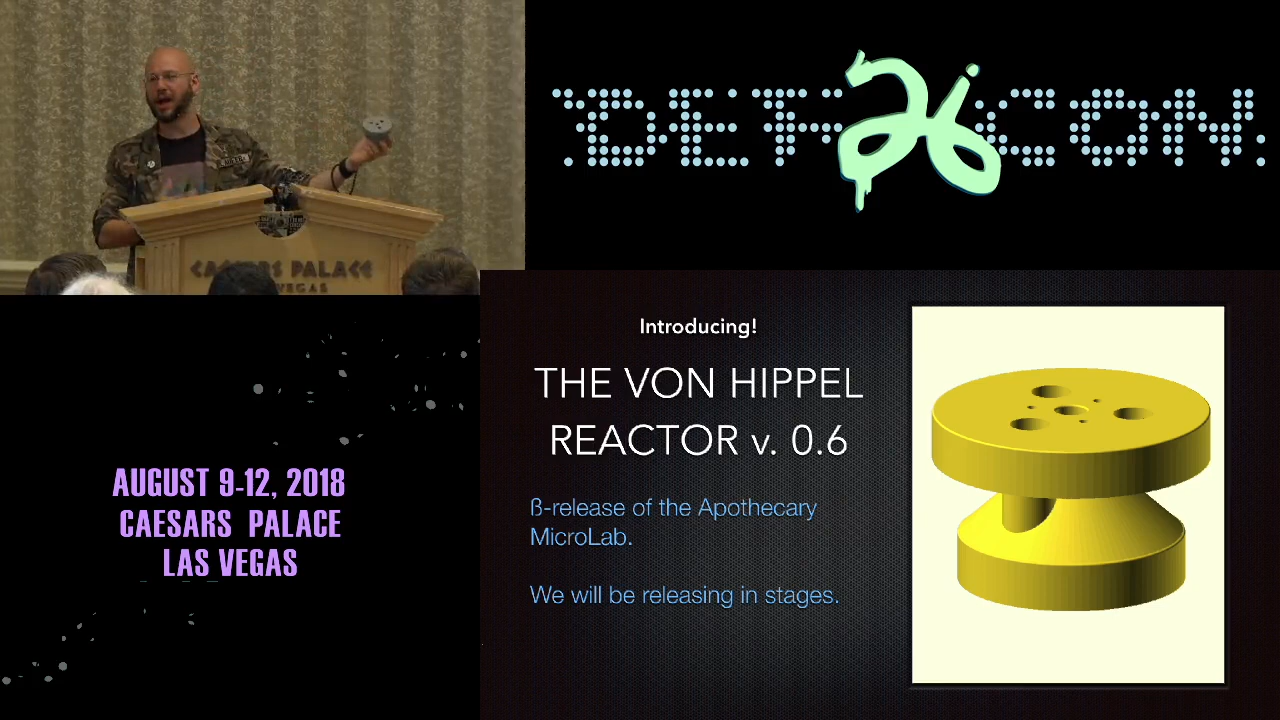 DEF 26 CON
CAESARS PALACE
VEGAS
Introducing!
THE VON HIPPEL
REACTOR v. 0.6
ß-release of the Apothecary
MicroLab.
We will be releasing in stages.
AUGUST 9-12, 2018
CAESARS PALACE
LAS VEGAS